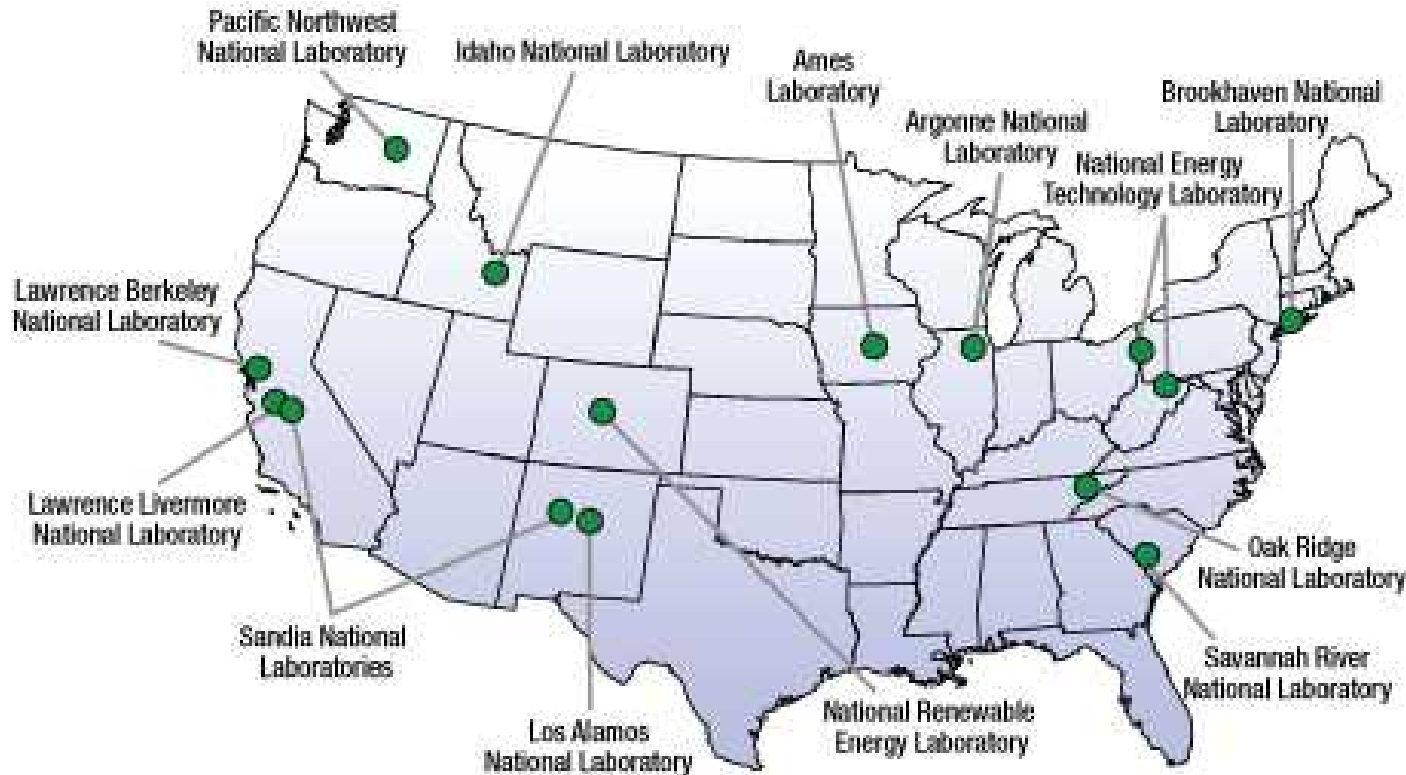 Pacific Northwest
National Laboratory
Idaho National Laboratory
Ames
Laboratory
Argonne National
Laboratory
Brookhaven National
Laboratory
National Energy
Technology Laboratory
Lawrence Berkeley
National Laboratory
Lawrence Livermore
National Laboratory
Sandia National
Laboratories
Los Alamos
National Laboratory
National Renewable
Energy Laboratory
Oak Ridge
National Laboratory
Savannah River
National Laboratory